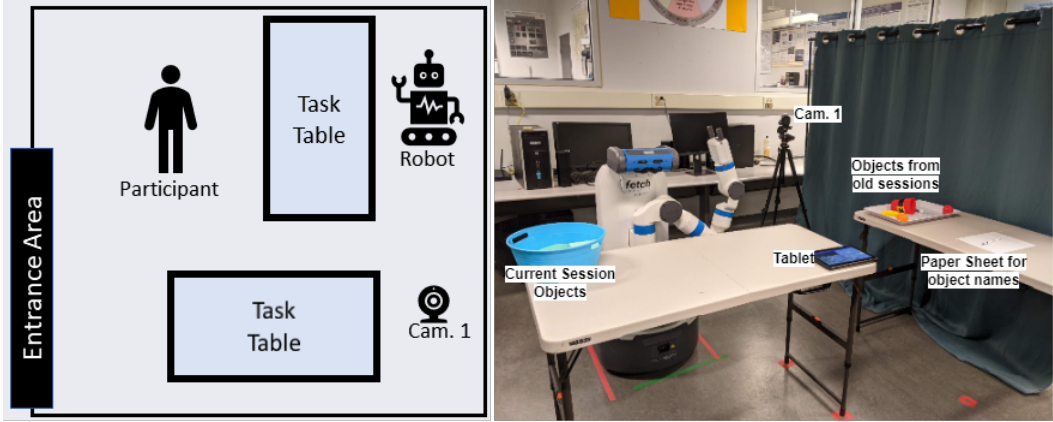 Task
Table
Participant
Robot
Entrance Area
Task
Table
Cam. 1
Cam. 1
fetch
Objects from
old sessions
Current Session
Objects
Tablet
Paper Sheet for
object names